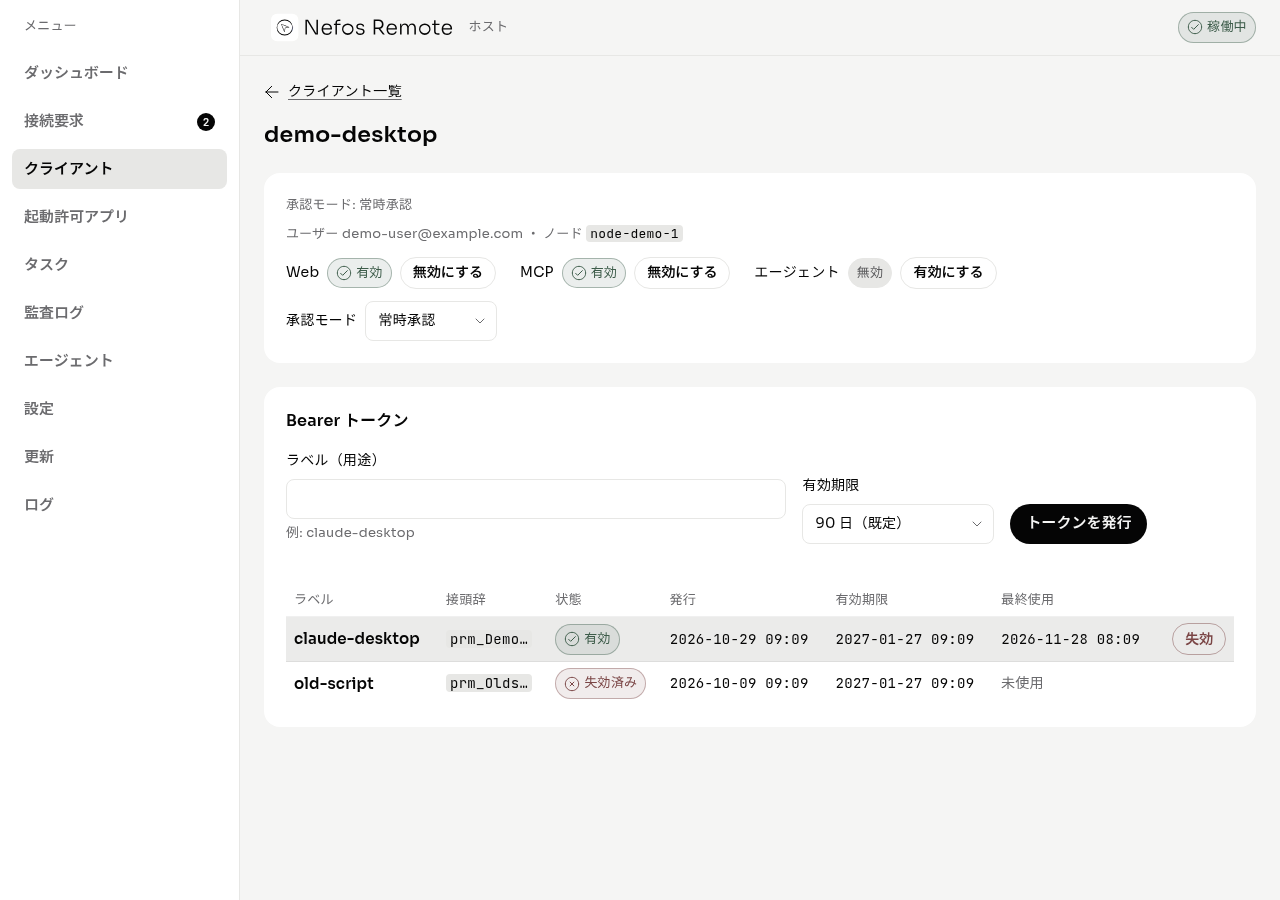 メニュー
ダッシュボード
接続要求 2
クライアント
起動許可アプリ
タスク
監査ログ
エージェント
設定
更新
ログ
Nefos Remote ホスト 稼働中
クライアント一覧
demo-desktop
承認モード: 常時承認
ユーザー demo-user@example.com ・ ノード node-demo-1
Web 有効 無効にする MCP 有効 無効にする エージェント 無効 有効にする
承認モード 常時承認
Bearer トークン
ラベル（用途）
有効期限
90 日（既定） トークンを発行
例: claude-desktop
ラベル 接頭辞 状態 発行 有効期限 最終使用
claude-desktop prm_Demo… 有効 2026-10-29 09:09 2027-01-27 09:09 2026-11-28 08:09 失効
old-script prm_Olds… 失効済み 2026-10-09 09:09 2027-01-27 09:09 未使用